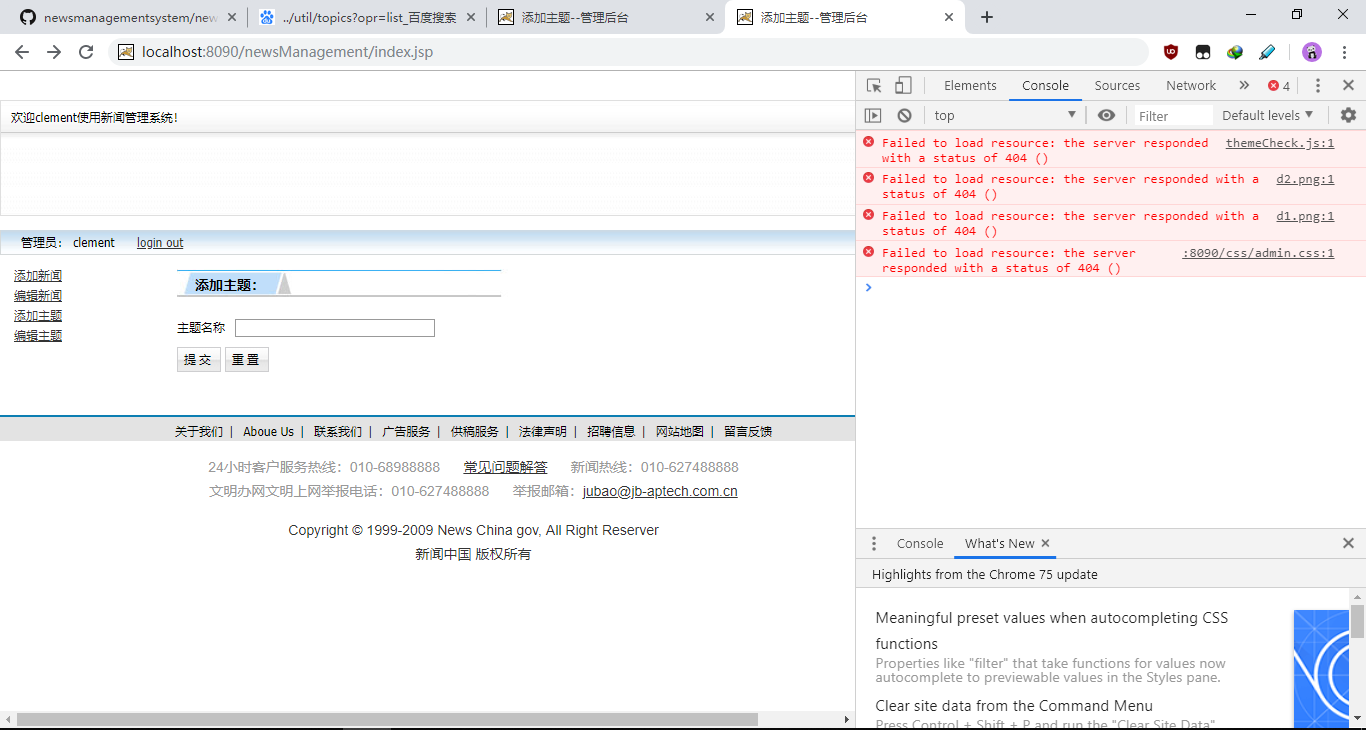 newsmanagementsystem/new
../util/topics?opr=list_百度搜索
添加主题--管理后台
添加主题--管理后台
localhost:8090/newsManagement/index.jsp
欢迎clement使用新闻管理系统!
管理员: clement login out
添加新闻
编辑新闻
添加主题
编辑主题
添加主题:
主题名称
提交 重置
关于我们 | Aboue Us | 联系我们 | 广告服务 | 供稿服务 | 法律声明 | 招聘信息 | 网站地图 | 留言反馈
24小时客户服务热线：010-68988888 常见问题解答 新闻热线：010-627488888
文明办网文明上网举报电话：010-627488888 举报邮箱：jubao@jb-aptech.com.cn
Copyright © 1999-2009 News China gov, All Right Reserver
新闻中国 版权所有
Elements Console Sources Network » 4
top Filter Default levels
Failed to load resource: the server responded themeCheck.js:1
with a status of 404 ()
Failed to load resource: the server responded with a d2.png:1
status of 404 ()
Failed to load resource: the server responded with a d1.png:1
status of 404 ()
Failed to load resource: the server :8090/css/admin.css:1
responded with a status of 404 ()
Console What's New
Highlights from the Chrome 75 update
Meaningful preset values when autocompleting CSS
functions
Properties like "filter" that take functions for values now
autocomplete to previewable values in the Styles pane.
Clear site data from the Command Menu
Press Control + Shift + P and run the "Clear Site Data"